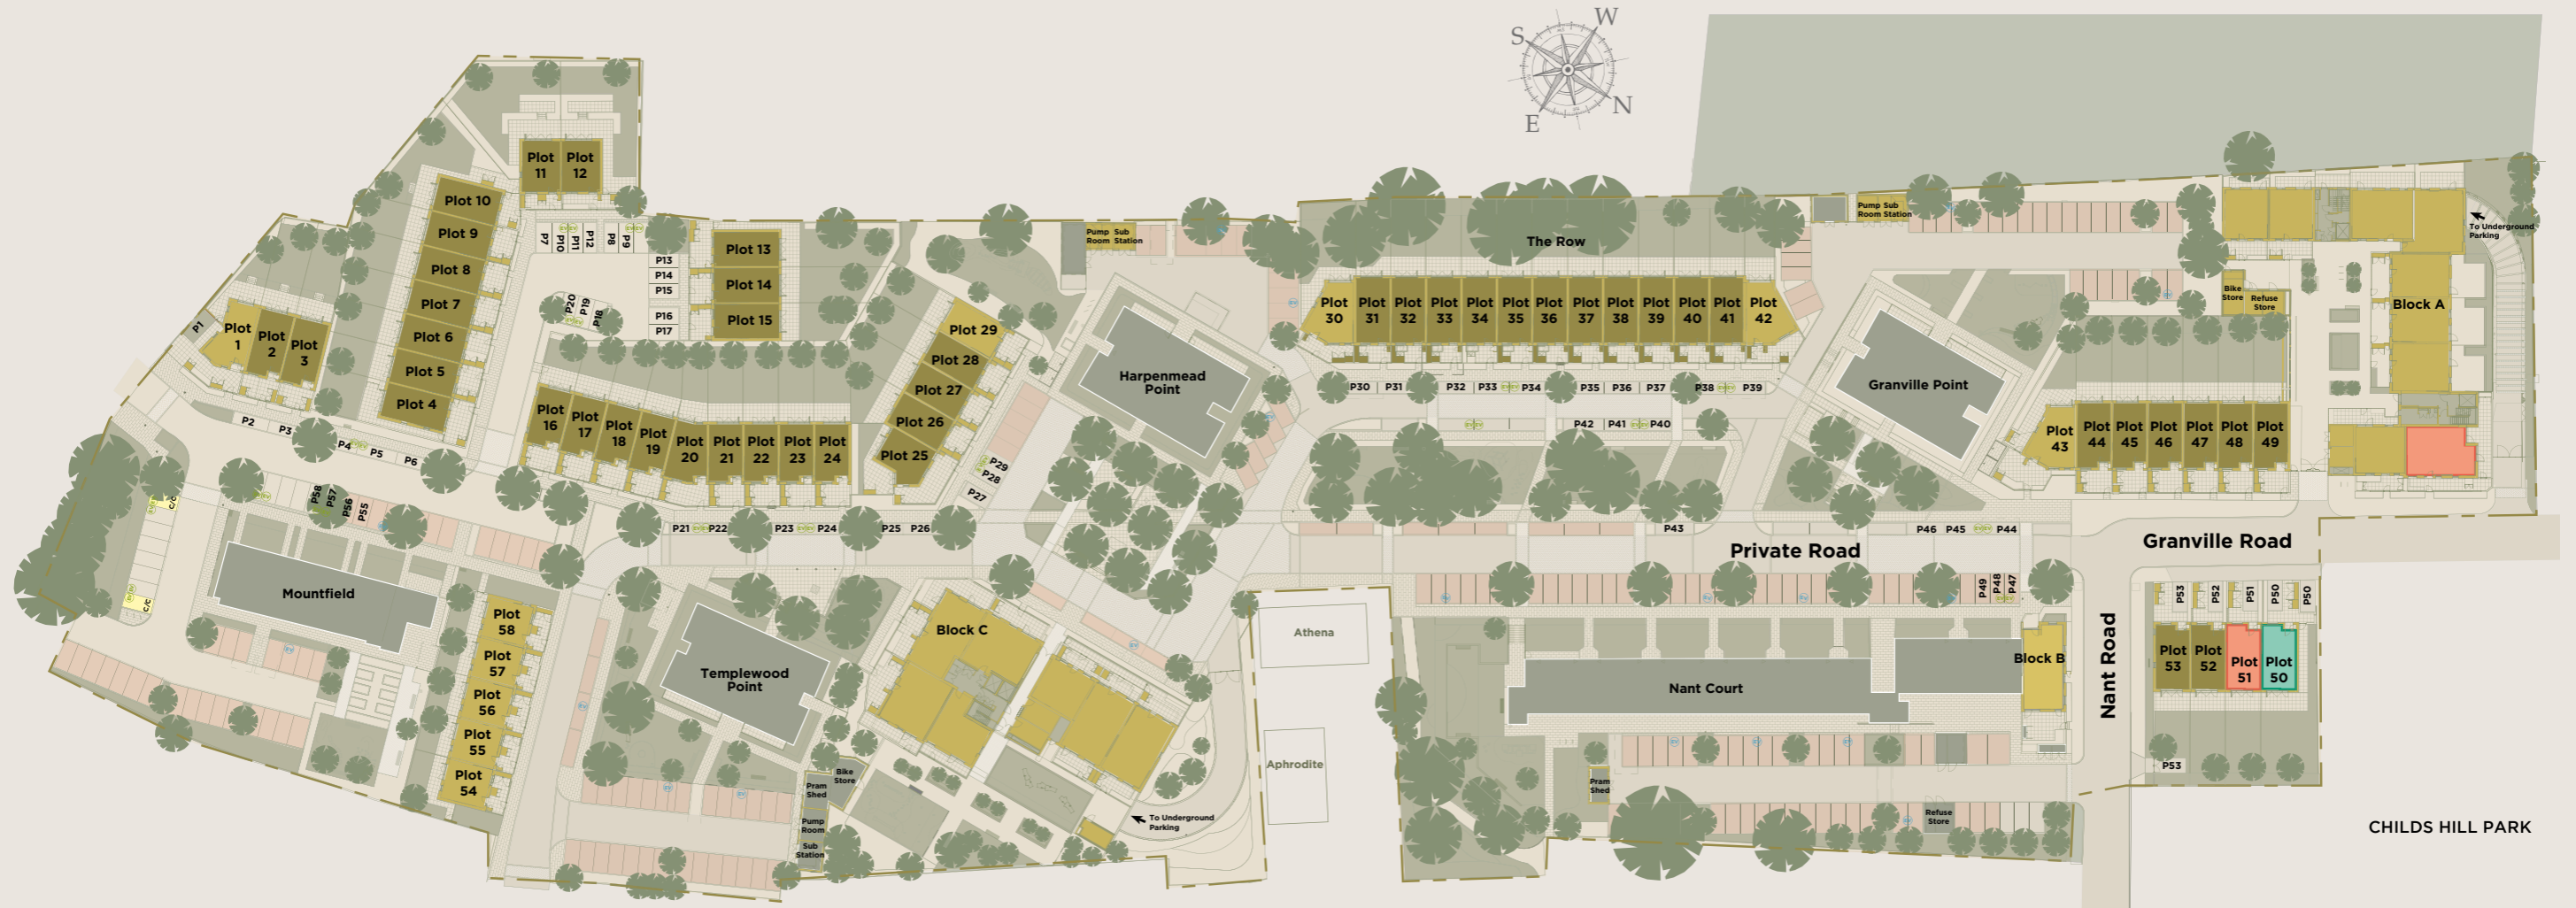 S
W
N
E
Plot
11
Plot
12
Plot 10
Plot 9
Plot 8
Plot 7
Plot 6
Plot 5
Plot 4
P1
Plot
1
Plot
2
Plot
3
P2
P3
P4
P5
P6
P7
P10
P11
P12
P8
P9
P13
P14
P15
P16
P17
P20
P19
P18
Plot 13
Plot 14
Plot 15
Plot
16
Plot
17
Plot
18
Plot
19
Plot
20
Plot
21
Plot
22
Plot
23
Plot
24
Plot 29
Plot 28
Plot 27
Plot 26
Plot 25
P29
P28
P27
P21
P22
P23
P24
P25
P26
Pump
Room
Sub
Station
Harpenmead
Point
The Row
Plot
30
Plot
31
Plot
32
Plot
33
Plot
34
Plot
35
Plot
36
Plot
37
Plot
38
Plot
39
Plot
40
Plot
41
Plot
42
P30
P31
P32
P33
P34
P35
P36
P37
P38
P39
P42
P41
P40
P43
P46
P45
P44
Pump
Room
Sub
Station
Granville Point
Plot
43
Plot
44
Plot
45
Plot
46
Plot
47
Plot
48
Plot
49
Bike
Store
Refuse
Store
Block A
To Underground
Parking
Private Road
Granville Road
Nant Road
P49
P48
P47
P53
P52
P51
P50
P50
Plot
53
Plot
52
Plot
51
Plot
50
P53
Block B
Nant Court
Pram
Shed
Refuse
Store
CHILDS HILL PARK
Athena
Aphrodite
Block C
To Underground
Parking
Templewood
Point
Bike
Store
Pram
Shed
Pump
Room
Sub
Station
Mountfield
P58
P57
P56
P55
c/c
c/c
Plot
58
Plot
57
Plot
56
Plot
55
Plot
54